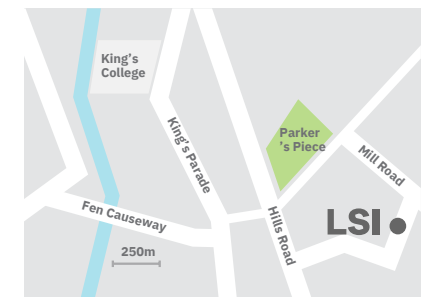 King's
College
King's Parade
Parker
's Piece
Mill Road
Fen Causeway
Hills Road
LSI
250m